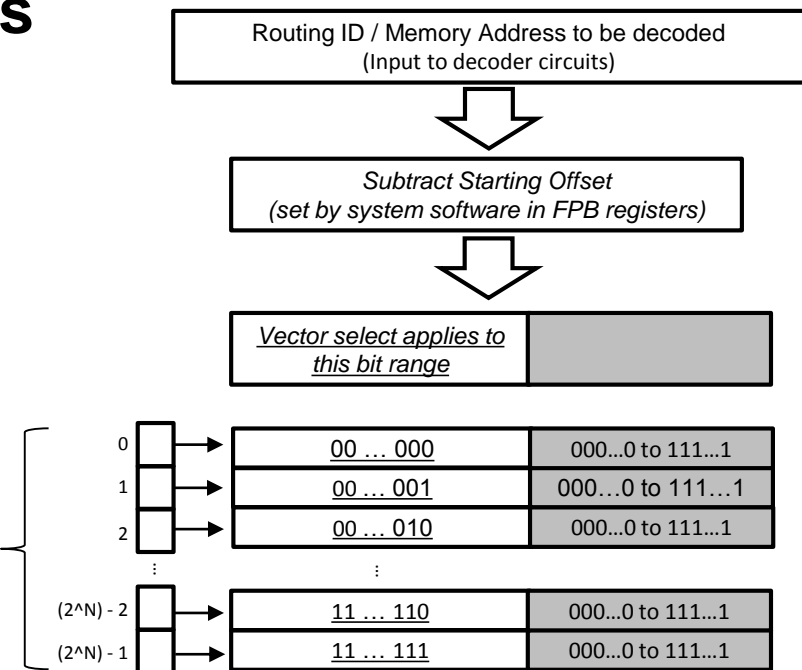 s
Routing ID / Memory Address to be decoded
(Input to decoder circuits)
Subtract Starting Offset
(set by system software in FPB registers)
Vector select applies to
this bit range
0 00 … 000 000…0 to 111…1
1 00 … 001 000…0 to 111…1
2 00 … 010 000…0 to 111…1
… …
(2^N) - 2 11 … 110 000…0 to 111…1
(2^N) - 1 11 … 111 000…0 to 111…1